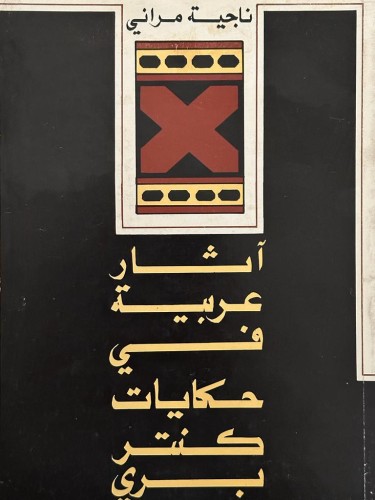 ناجية مراني
آثار
عربية
في
حكايات
كنتر
بري